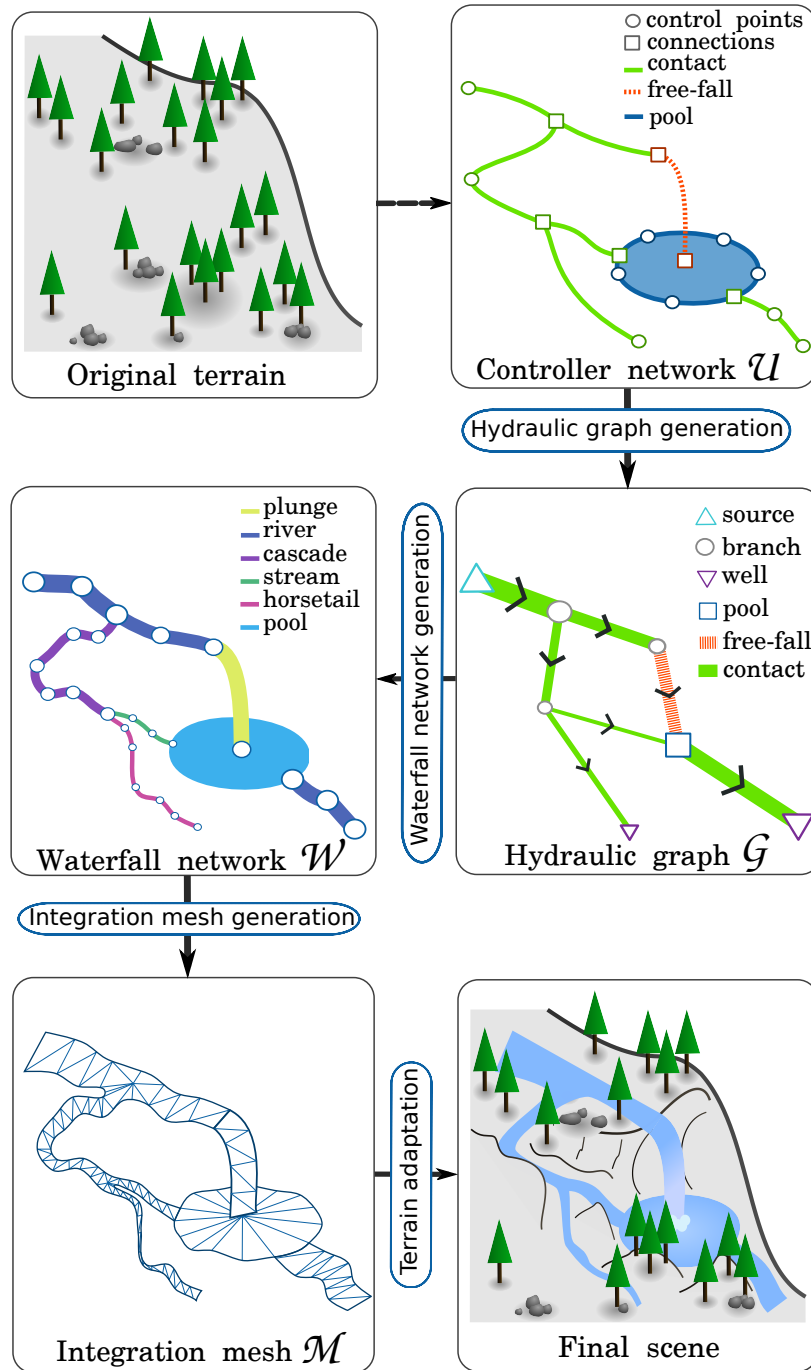 control points
connections
contact
free-fall
pool
Original terrain
Controller network 𝒰
Hydraulic graph generation
plunge
river
cascade
stream
horsetail
pool
Waterfall network generation
source
branch
well
pool
free-fall
contact
Waterfall network 𝒲
Hydraulic graph 𝒢
Integration mesh generation
Terrain adaptation
Integration mesh ℳ
Final scene